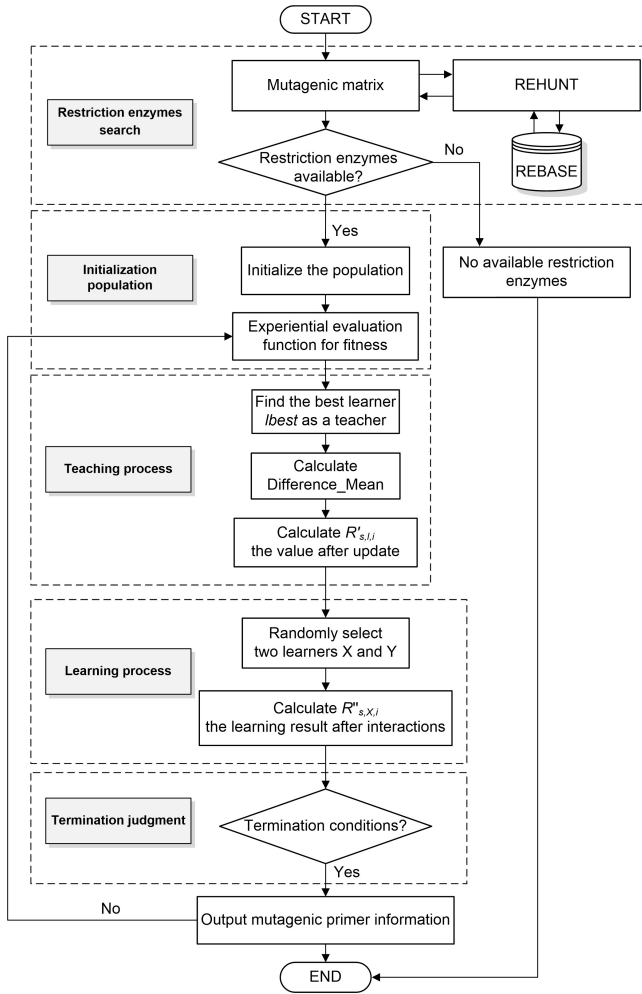 START
Restriction enzymes
search
Mutagenic matrix
REHUNT
REBASE
Restriction enzymes
available?
No
Yes
Initialization
population
Initialize the population
No available restriction
enzymes
Experiential evaluation
function for fitness
Teaching process
Find the best learner
lbest as a teacher
Calculate
Difference_Mean
Calculate R's,l,i
the value after update
Learning process
Randomly select
two learners X and Y
Calculate R"s,X,i
the learning result after interactions
Termination judgment
Termination conditions?
Yes
No
Output mutagenic primer information
END